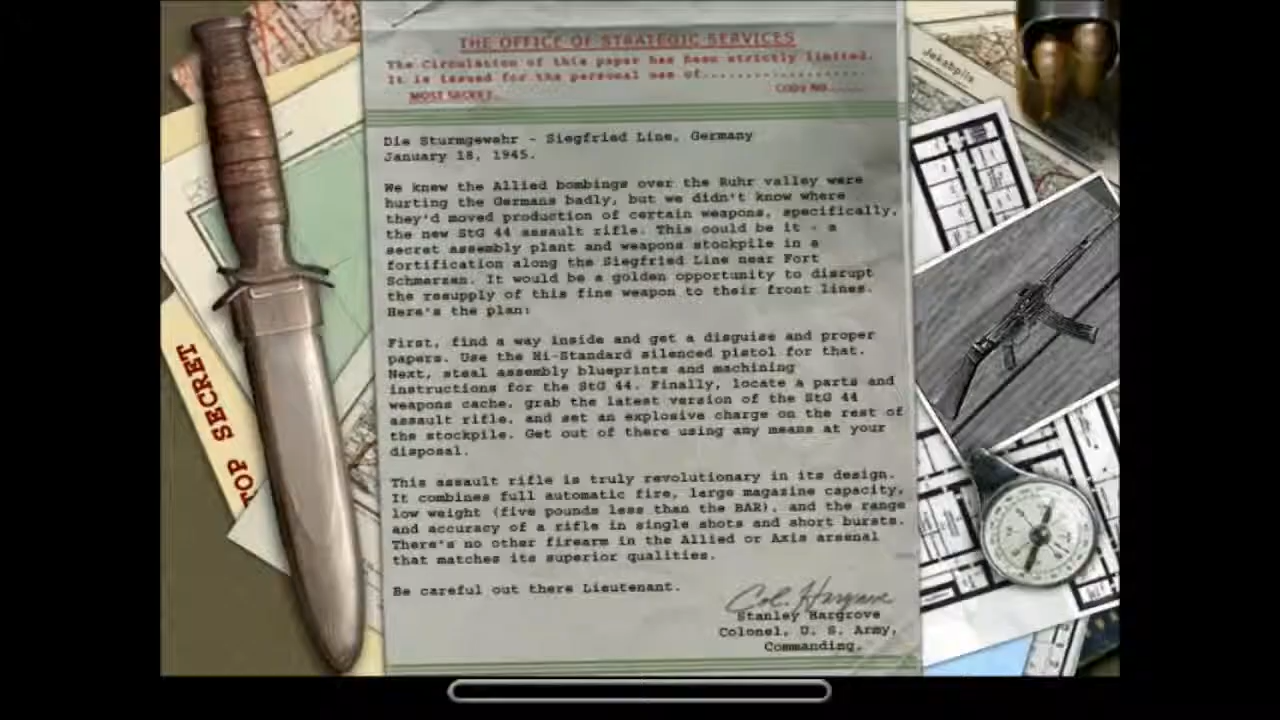 THE OFFICE OF STRATEGIC SERVICES
The Circulation of this paper has been strictly limited.
It is issued for the personal use of....................
MOST SECRET.
CODE NO......
Die Sturmgewehr - Siegfried Line, Germany
January 18, 1945.
We knew the Allied bombings over the Ruhr valley were
hurting the Germans badly, but we didn't know where
they'd moved production of certain weapons, specifically,
the new StG 44 assault rifle. This could be it - a
secret assembly plant and weapons stockpile in a
fortification along the Siegfried Line near Fort
Schmerzen. It would be a golden opportunity to disrupt
the resupply of this fine weapon to their front lines.
Here's the plan:
First, find a way inside and get a disguise and proper
papers. Use the Hi-Standard silenced pistol for that.
Next, steal assembly blueprints and machining
instructions for the StG 44. Finally, locate a parts and
weapons cache, grab the latest version of the StG 44
assault rifle, and set an explosive charge on the rest of
the stockpile. Get out of there using any means at your
disposal.
This assault rifle is truly revolutionary in its design.
It combines full automatic fire, large magazine capacity,
low weight (five pounds less than the BAR), and the range
and accuracy of a rifle in single shots and short bursts.
There's no other firearm in the Allied or Axis arsenal
that matches its superior qualities.
Be careful out there Lieutenant.
Col. Hargrove
Stanley Hargrove
Colonel, U. S. Army,
Commanding.
TOP SECRET
Jekabpils